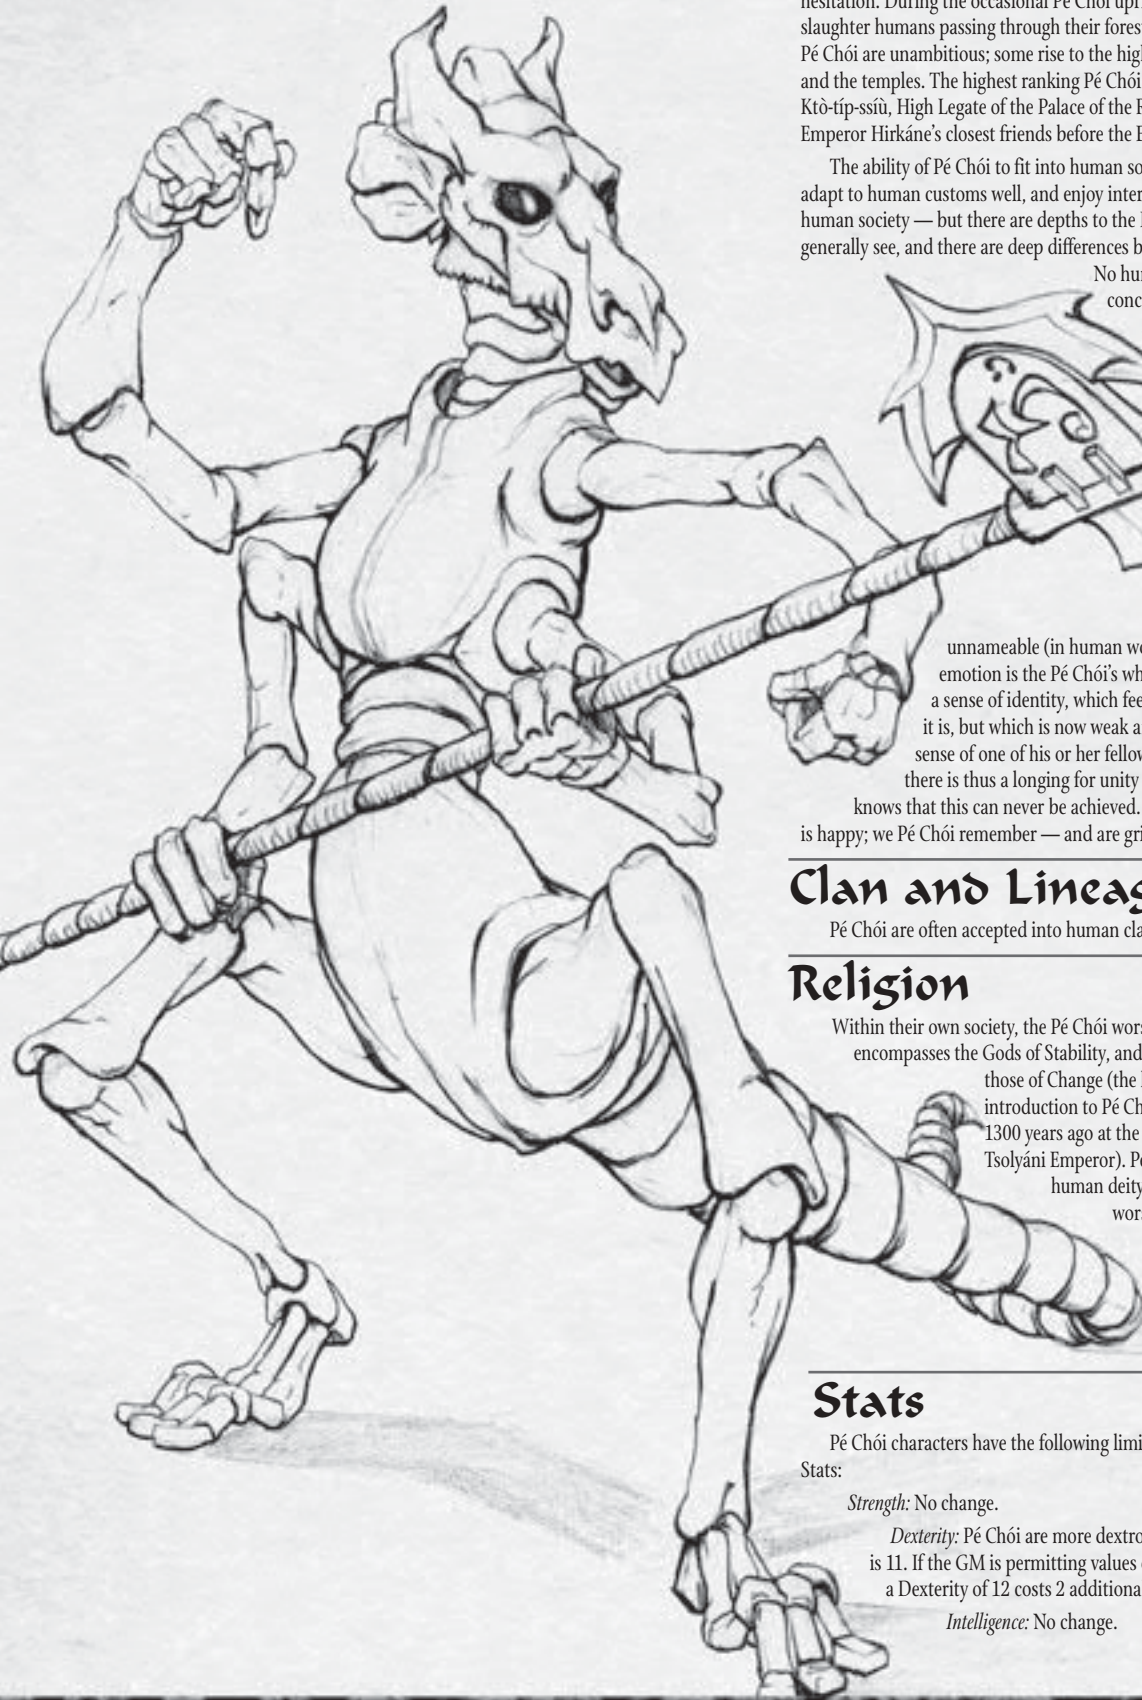 hesitation. During the occasional Pé Chói upri
slaughter humans passing through their fores
Pé Chói are unambitious; some rise to the hig
and the temples. The highest ranking Pé Chói
Ktò-típ-ssíù, High Legate of the Palace of the R
Emperor Hirkáne’s closest friends before the E
The ability of Pé Chói to fit into human so
adapt to human customs well, and enjoy inter
human society — but there are depths to the
generally see, and there are deep differences b
No hu
conc
unnameable (in human wo
emotion is the Pé Chói’s wh
a sense of identity, which fee
it is, but which is now weak a
sense of one of his or her fellow
there is thus a longing for unity
knows that this can never be achieved.
is happy; we Pé Chói remember — and are gri
Clan and Lineag
Pé Chói are often accepted into human cla
Religion
Within their own society, the Pé Chói wors
encompasses the Gods of Stability, and
those of Change (the
introduction to Pé Ch
1300 years ago at the
Tsolyáni Emperor). P
human deity
wors
Stats
Pé Chói characters have the following limi
Stats:
Strength: No change.
Dexterity: Pé Chói are more dextro
is 11. If the GM is permitting values
a Dexterity of 12 costs 2 additiona
Intelligence: No change.